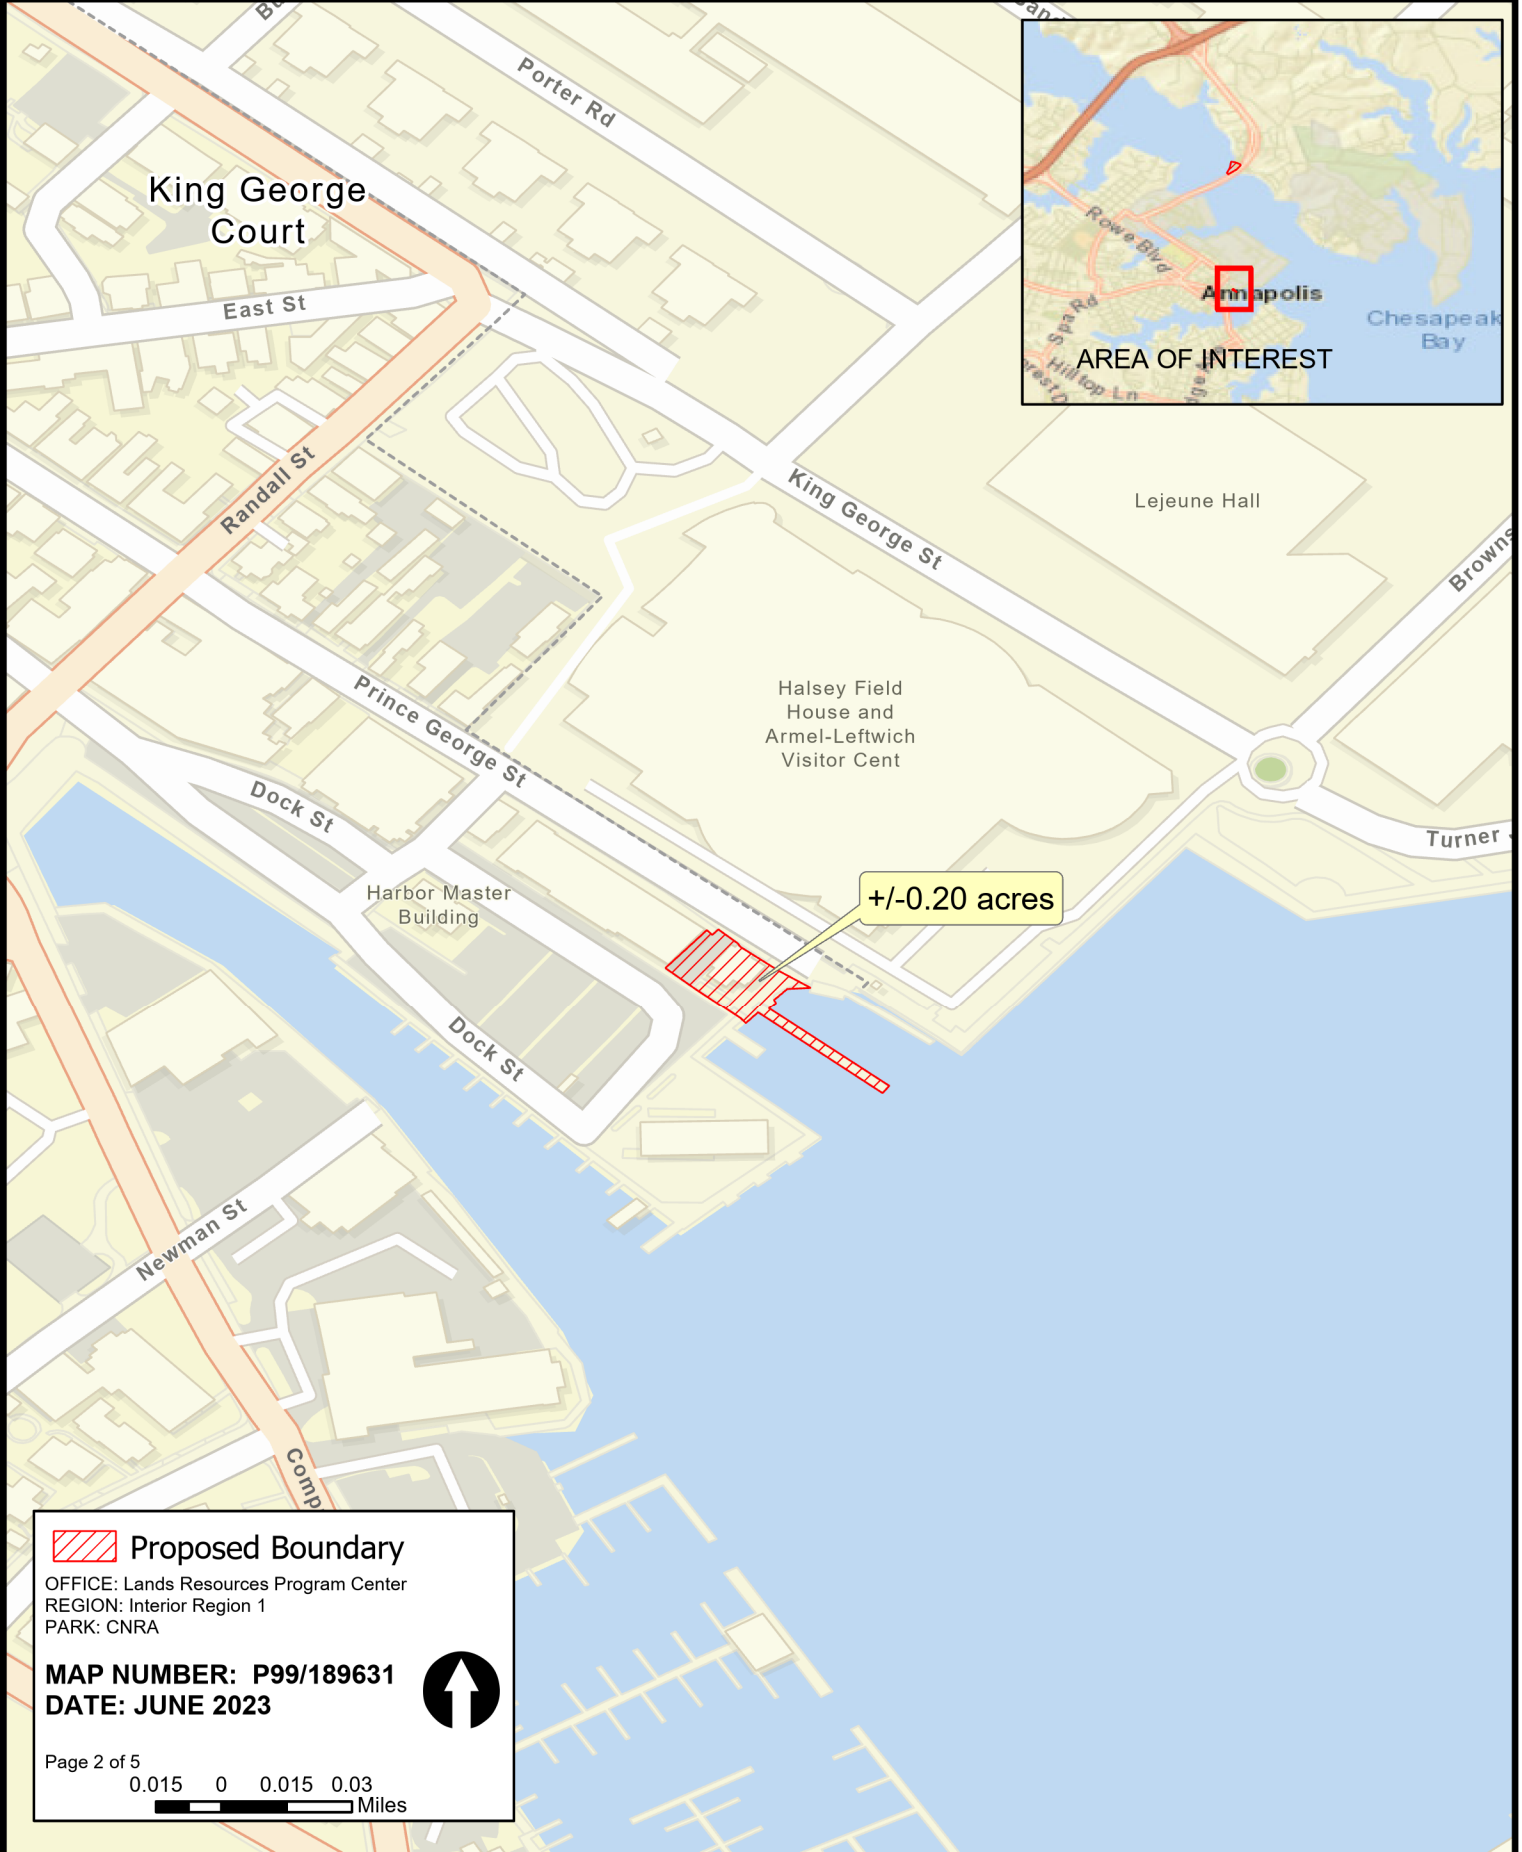 Porter Rd
King George
Court
East St
Randall St
King George St
Lejeune Hall
Browns
Halsey Field
House and
Armel-Leftwich
Visitor Cent
Prince George St
Dock St
Harbor Master
Building
Turner
+/-0.20 acres
Dock St
Newman St
Comp
Rowe Blvd
Annapolis
Spa Rd
Chesapeak
Bay
AREA OF INTEREST
Hilltop Ln
Proposed Boundary
OFFICE: Lands Resources Program Center
REGION: Interior Region 1
PARK: CNRA
MAP NUMBER: P99/189631
DATE: JUNE 2023
Page 2 of 5
0.015 0 0.015 0.03
Miles